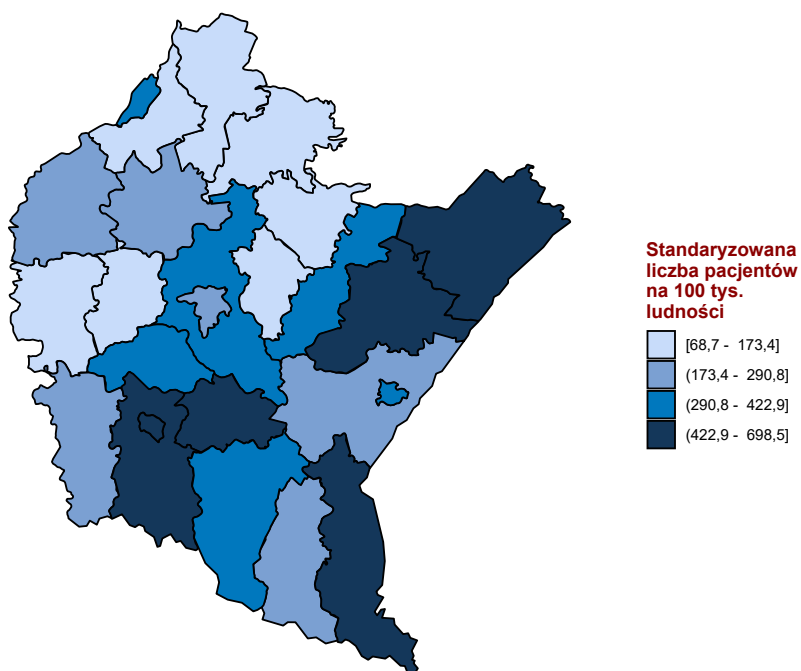 Standaryzowana
liczba pacjentów
na 100 tys.
ludności
[68,7 - 173,4]
(173,4 - 290,8]
(290,8 - 422,9]
(422,9 - 698,5]